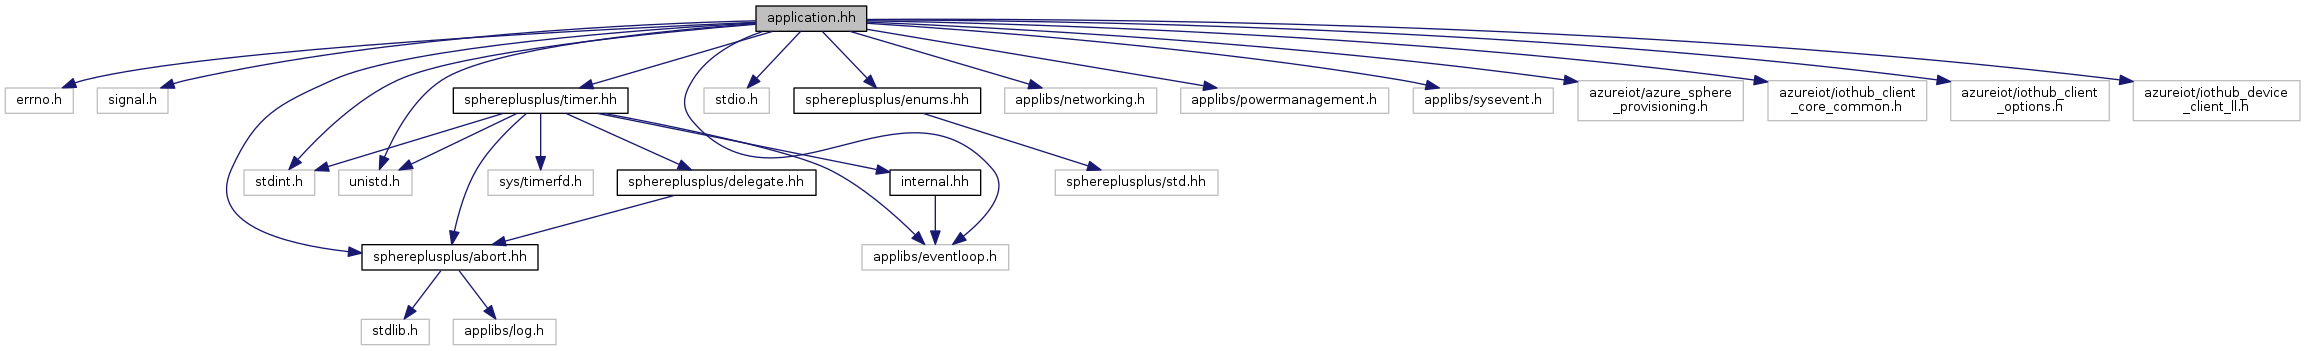 application.hh
errno.h
signal.h
sphereplusplus/timer.hh
stdio.h
sphereplusplus/enums.hh
applibs/networking.h
applibs/powermanagement.h
applibs/sysevent.h
azureiot/azure_sphere
_provisioning.h
azureiot/iothub_client
_core_common.h
azureiot/iothub_client
_options.h
azureiot/iothub_device
_client_ll.h
stdint.h
unistd.h
sys/timerfd.h
sphereplusplus/delegate.hh
internal.hh
sphereplusplus/std.hh
sphereplusplus/abort.hh
applibs/eventloop.h
stdlib.h
applibs/log.h